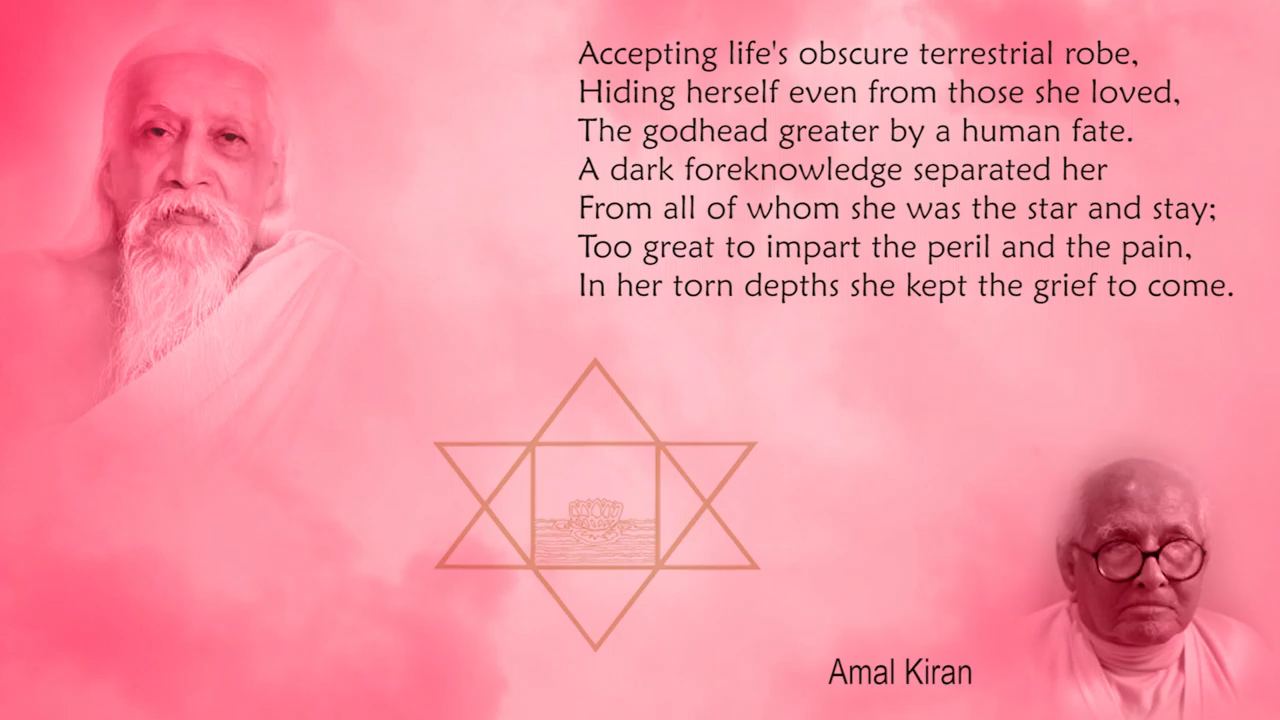 Accepting life's obscure terrestrial robe,
Hiding herself even from those she loved,
The godhead greater by a human fate.
A dark foreknowledge separated her
From all of whom she was the star and stay;
Too great to impart the peril and the pain,
In her torn depths she kept the grief to come.
Amal Kiran